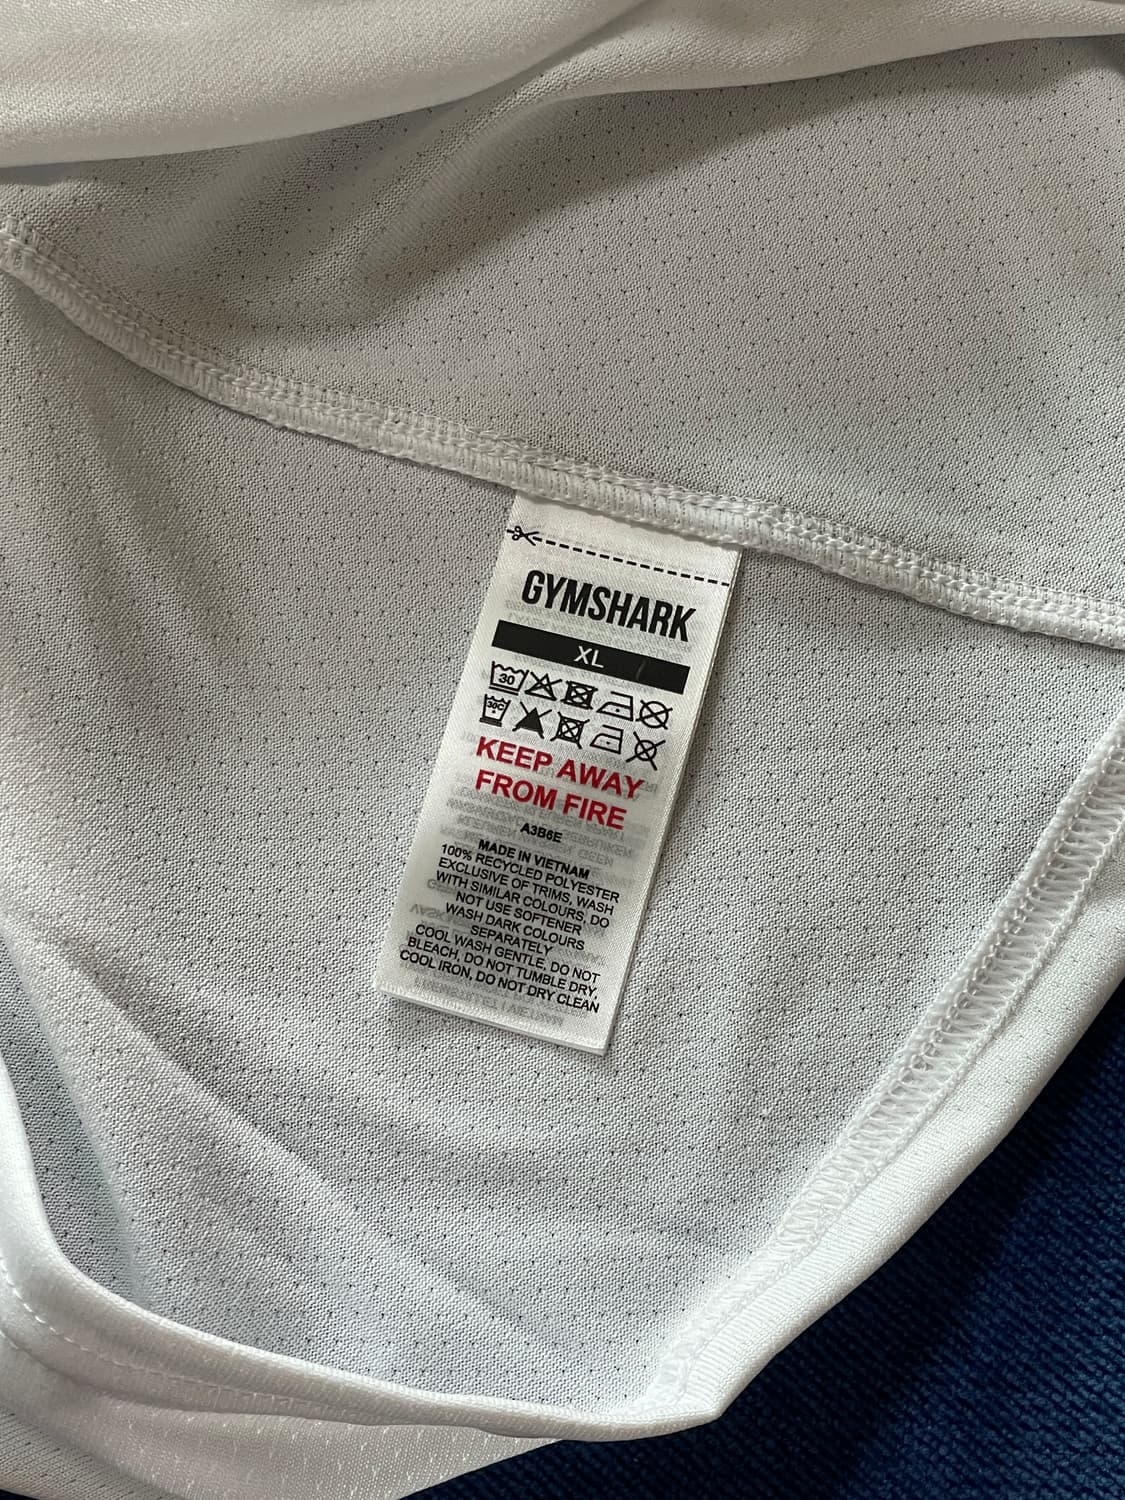 GYMSHARK
XL
30
30C
KEEP AWAY
FROM FIRE
A3B6E
MADE IN VIETNAM
100% RECYCLED POLYESTER
EXCLUSIVE OF TRIMS, WASH
WITH SIMILAR COLOURS, DO
NOT USE SOFTENER
WASH DARK COLOURS
SEPARATELY
COOL WASH GENTLE, DO NOT
BLEACH, DO NOT TUMBLE DRY,
COOL IRON, DO NOT DRY CLEAN